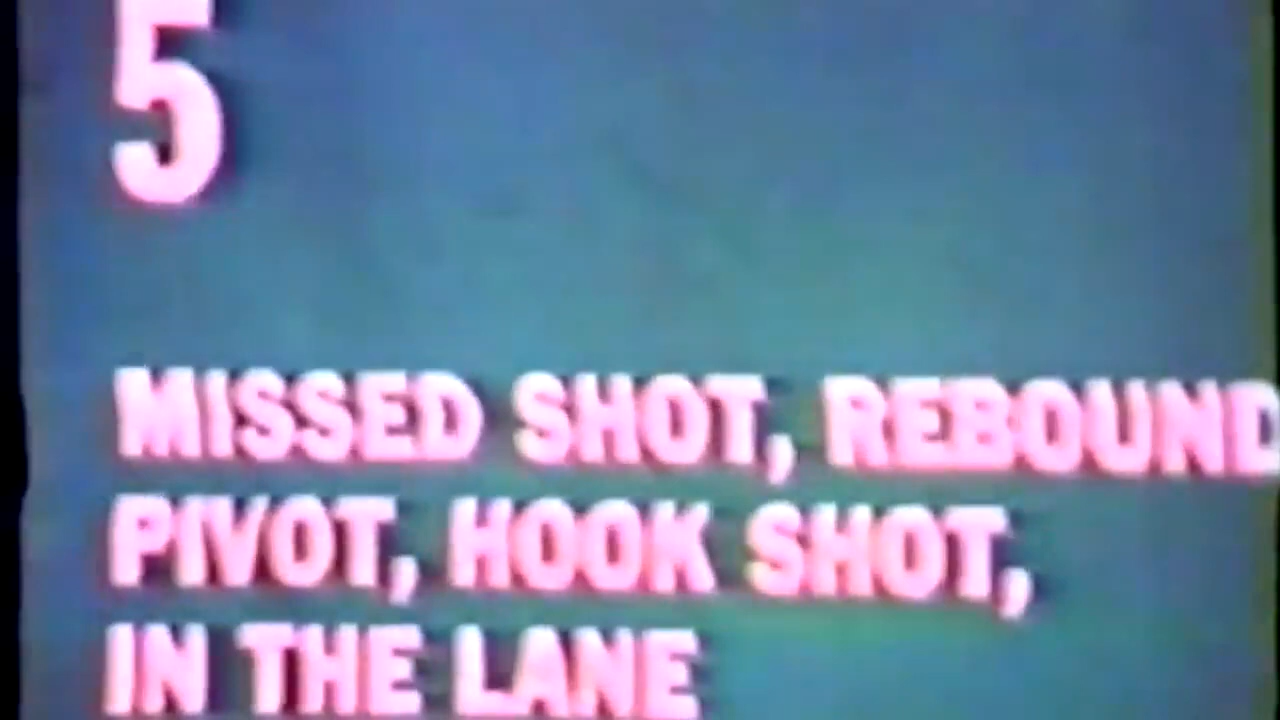 5
MISSED SHOT, REBOUND
PIVOT, HOOK SHOT,
IN THE LANE